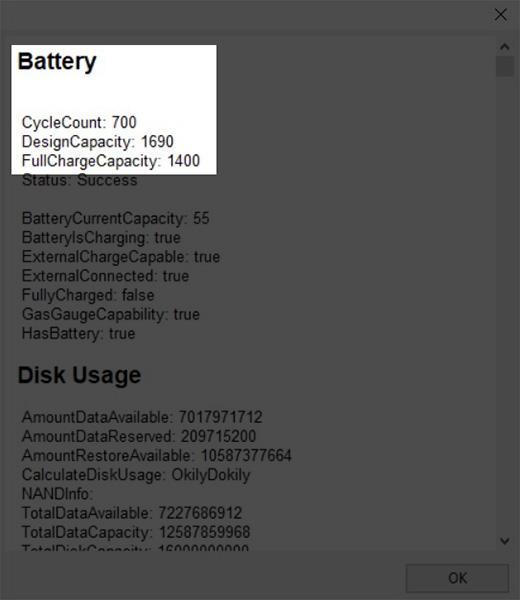 Battery
CycleCount: 700
DesignCapacity: 1690
FullChargeCapacity: 1400
Status: Success
BatteryCurrentCapacity: 55
BatteryIsCharging: true
ExternalChargeCapable: true
ExternalConnected: true
FullyCharged: false
GasGaugeCapability: true
HasBattery: true
Disk Usage
AmountDataAvailable: 7017971712
AmountDataReserved: 209715200
AmountRestoreAvailable: 10587377664
CalculateDiskUsage: OkilyDokily
NANDInfo:
TotalDataAvailable: 7227686912
TotalDataCapacity: 12587859968
TotalDiskCapacity: 16000000000
OK